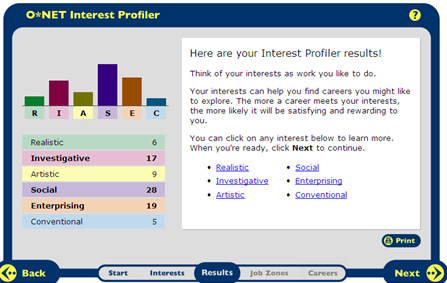 O*NET Interest Profiler
?
R I A S E C
Realistic 6
Investigative 17
Artistic 9
Social 28
Enterprising 19
Conventional 5
Here are your Interest Profiler results!
Think of your interests as work you like to do.
Your interests can help you find careers you might like
to explore. The more a career meets your interests,
the more likely it will be satisfying and rewarding to
you.
You can click on any interest below to learn more.
When you're ready, click Next to continue.
• Realistic
• Investigative
• Artistic
• Social
• Enterprising
• Conventional
Print
Back
Start Interests Results Job Zones Careers
Next